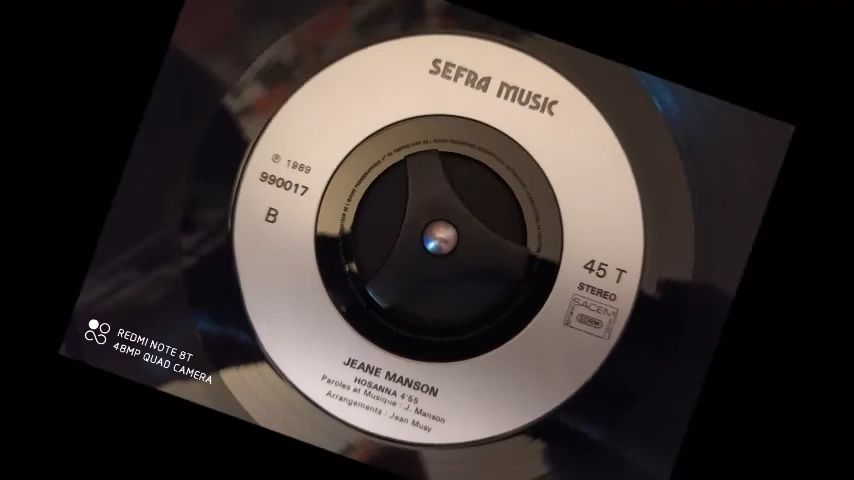 SEFRA MUSIC
℗ 1989
990017
B
45 T
STEREO
SACEM
JEANE MANSON
HOSANNA 4'55
Paroles et Musique : J. Manson
Arrangements : Jean Musy
REDMI NOTE 8T
48MP QUAD CAMERA